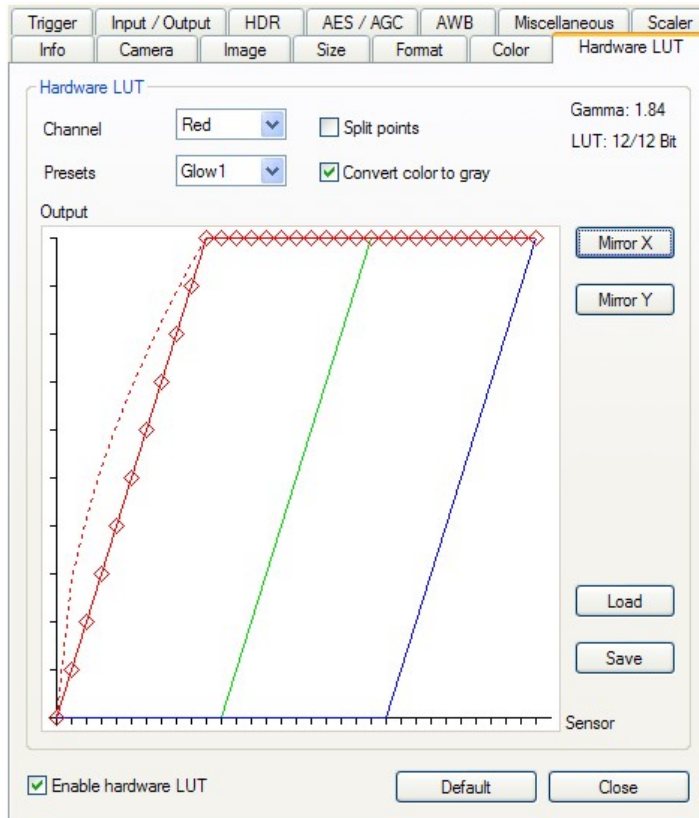 Trigger Input / Output HDR AES / AGC AWB Miscellaneous Scaler
Info Camera Image Size Format Color Hardware LUT
Hardware LUT
Channel Red Split points Gamma: 1.84
LUT: 12/12 Bit
Presets Glow1 Convert color to gray
Output
Mirror X
Mirror Y
Load
Save
Sensor
Enable hardware LUT Default Close